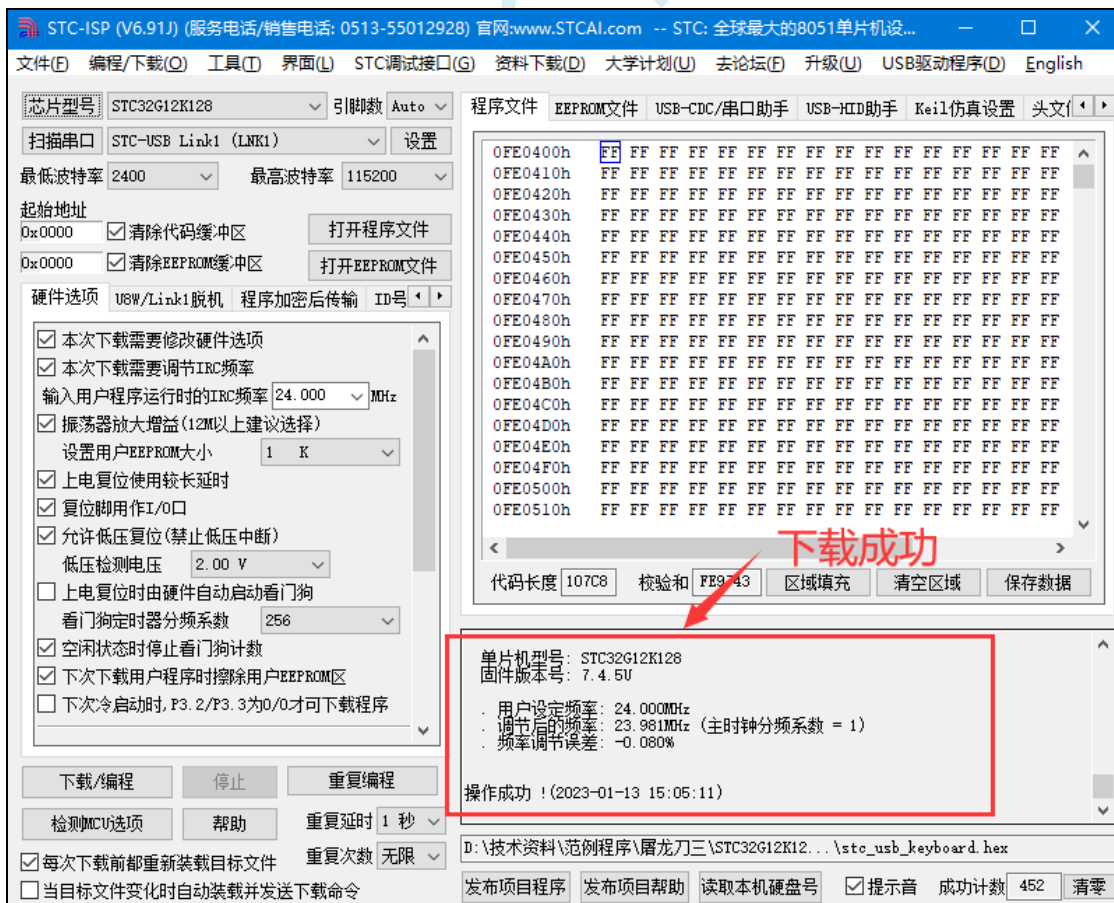 STC-ISP (V6.91J) (服务电话/销售电话: 0513-55012928) 官网:www.STCAI.com -- STC: 全球最大的8051单片机设...
文件(F) 编程/下载(O) 工具(T) 界面(L) STC调试接口(G) 资料下载(D) 大学计划(U) 去论坛(F) 升级(U) USB驱动程序(D) English
芯片型号 STC32G12K128 引脚数 Auto
扫描串口 STC-USB Link1 (LNK1) 设置
最低波特率 2400 最高波特率 115200
起始地址
0x0000 清除代码缓冲区 打开程序文件
0x0000 清除EEPROM缓冲区 打开EEPROM文件
硬件选项 U8W/Link1脱机 程序加密后传输 ID号
本次下载需要修改硬件选项
本次下载需要调节IRC频率
输入用户程序运行时的IRC频率 24.000 MHz
振荡器放大增益(12M以上建议选择)
设置用户EEPROM大小 1 K
上电复位使用较长延时
复位脚用作I/O口
允许低压复位(禁止低压中断)
低压检测电压 2.00 V
上电复位时由硬件自动启动看门狗
看门狗定时器分频系数 256
空闲状态时停止看门狗计数
下次下载用户程序时擦除用户EEPROM区
下次冷启动时,P3.2/P3.3为0/0才可下载程序
下载/编程 停止 重复编程
检测MCU选项 帮助 重复延时 1 秒
每次下载前都重新装载目标文件 重复次数 无限
当目标文件变化时自动装载并发送下载命令
程序文件 EEPROM文件 USB-CDC/串口助手 USB-HID助手 Keil仿真设置
0FE0400h FF FF FF FF FF FF FF FF FF FF FF FF FF FF FF FF
0FE0410h FF FF FF FF FF FF FF FF FF FF FF FF FF FF FF FF
0FE0420h FF FF FF FF FF FF FF FF FF FF FF FF FF FF FF FF
0FE0430h FF FF FF FF FF FF FF FF FF FF FF FF FF FF FF FF
0FE0440h FF FF FF FF FF FF FF FF FF FF FF FF FF FF FF FF
0FE0450h FF FF FF FF FF FF FF FF FF FF FF FF FF FF FF FF
0FE0460h FF FF FF FF FF FF FF FF FF FF FF FF FF FF FF FF
0FE0470h FF FF FF FF FF FF FF FF FF FF FF FF FF FF FF FF
0FE0480h FF FF FF FF FF FF FF FF FF FF FF FF FF FF FF FF
0FE0490h FF FF FF FF FF FF FF FF FF FF FF FF FF FF FF FF
0FE04A0h FF FF FF FF FF FF FF FF FF FF FF FF FF FF FF FF
0FE04B0h FF FF FF FF FF FF FF FF FF FF FF FF FF FF FF FF
0FE04C0h FF FF FF FF FF FF FF FF FF FF FF FF FF FF FF FF
0FE04D0h FF FF FF FF FF FF FF FF FF FF FF FF FF FF FF FF
0FE04E0h FF FF FF FF FF FF FF FF FF FF FF FF FF FF FF FF
0FE04F0h FF FF FF FF FF FF FF FF FF FF FF FF FF FF FF FF
0FE0500h FF FF FF FF FF FF FF FF FF FF FF FF FF FF FF FF
0FE0510h FF FF FF FF FF FF FF FF FF FF FF FF FF FF FF FF
下载成功
代码长度 107C8 校验和 区域填充 清空区域 保存数据
单片机型号: STC32G12K128
固件版本号: 7.4.5U
. 用户设定频率: 24.000MHz
. 调节后的频率: 23.981MHz (主时钟分频系数 = 1)
. 频率调节误差: -0.080%
操作成功 !(2023-01-13 15:05:11)
D:\技术资料\范例程序\屠龙刀三\STC32G12K12...\stc_usb_keyboard.hex
发布项目程序 发布项目帮助 读取本机硬盘号 提示音 成功计数 452 清零